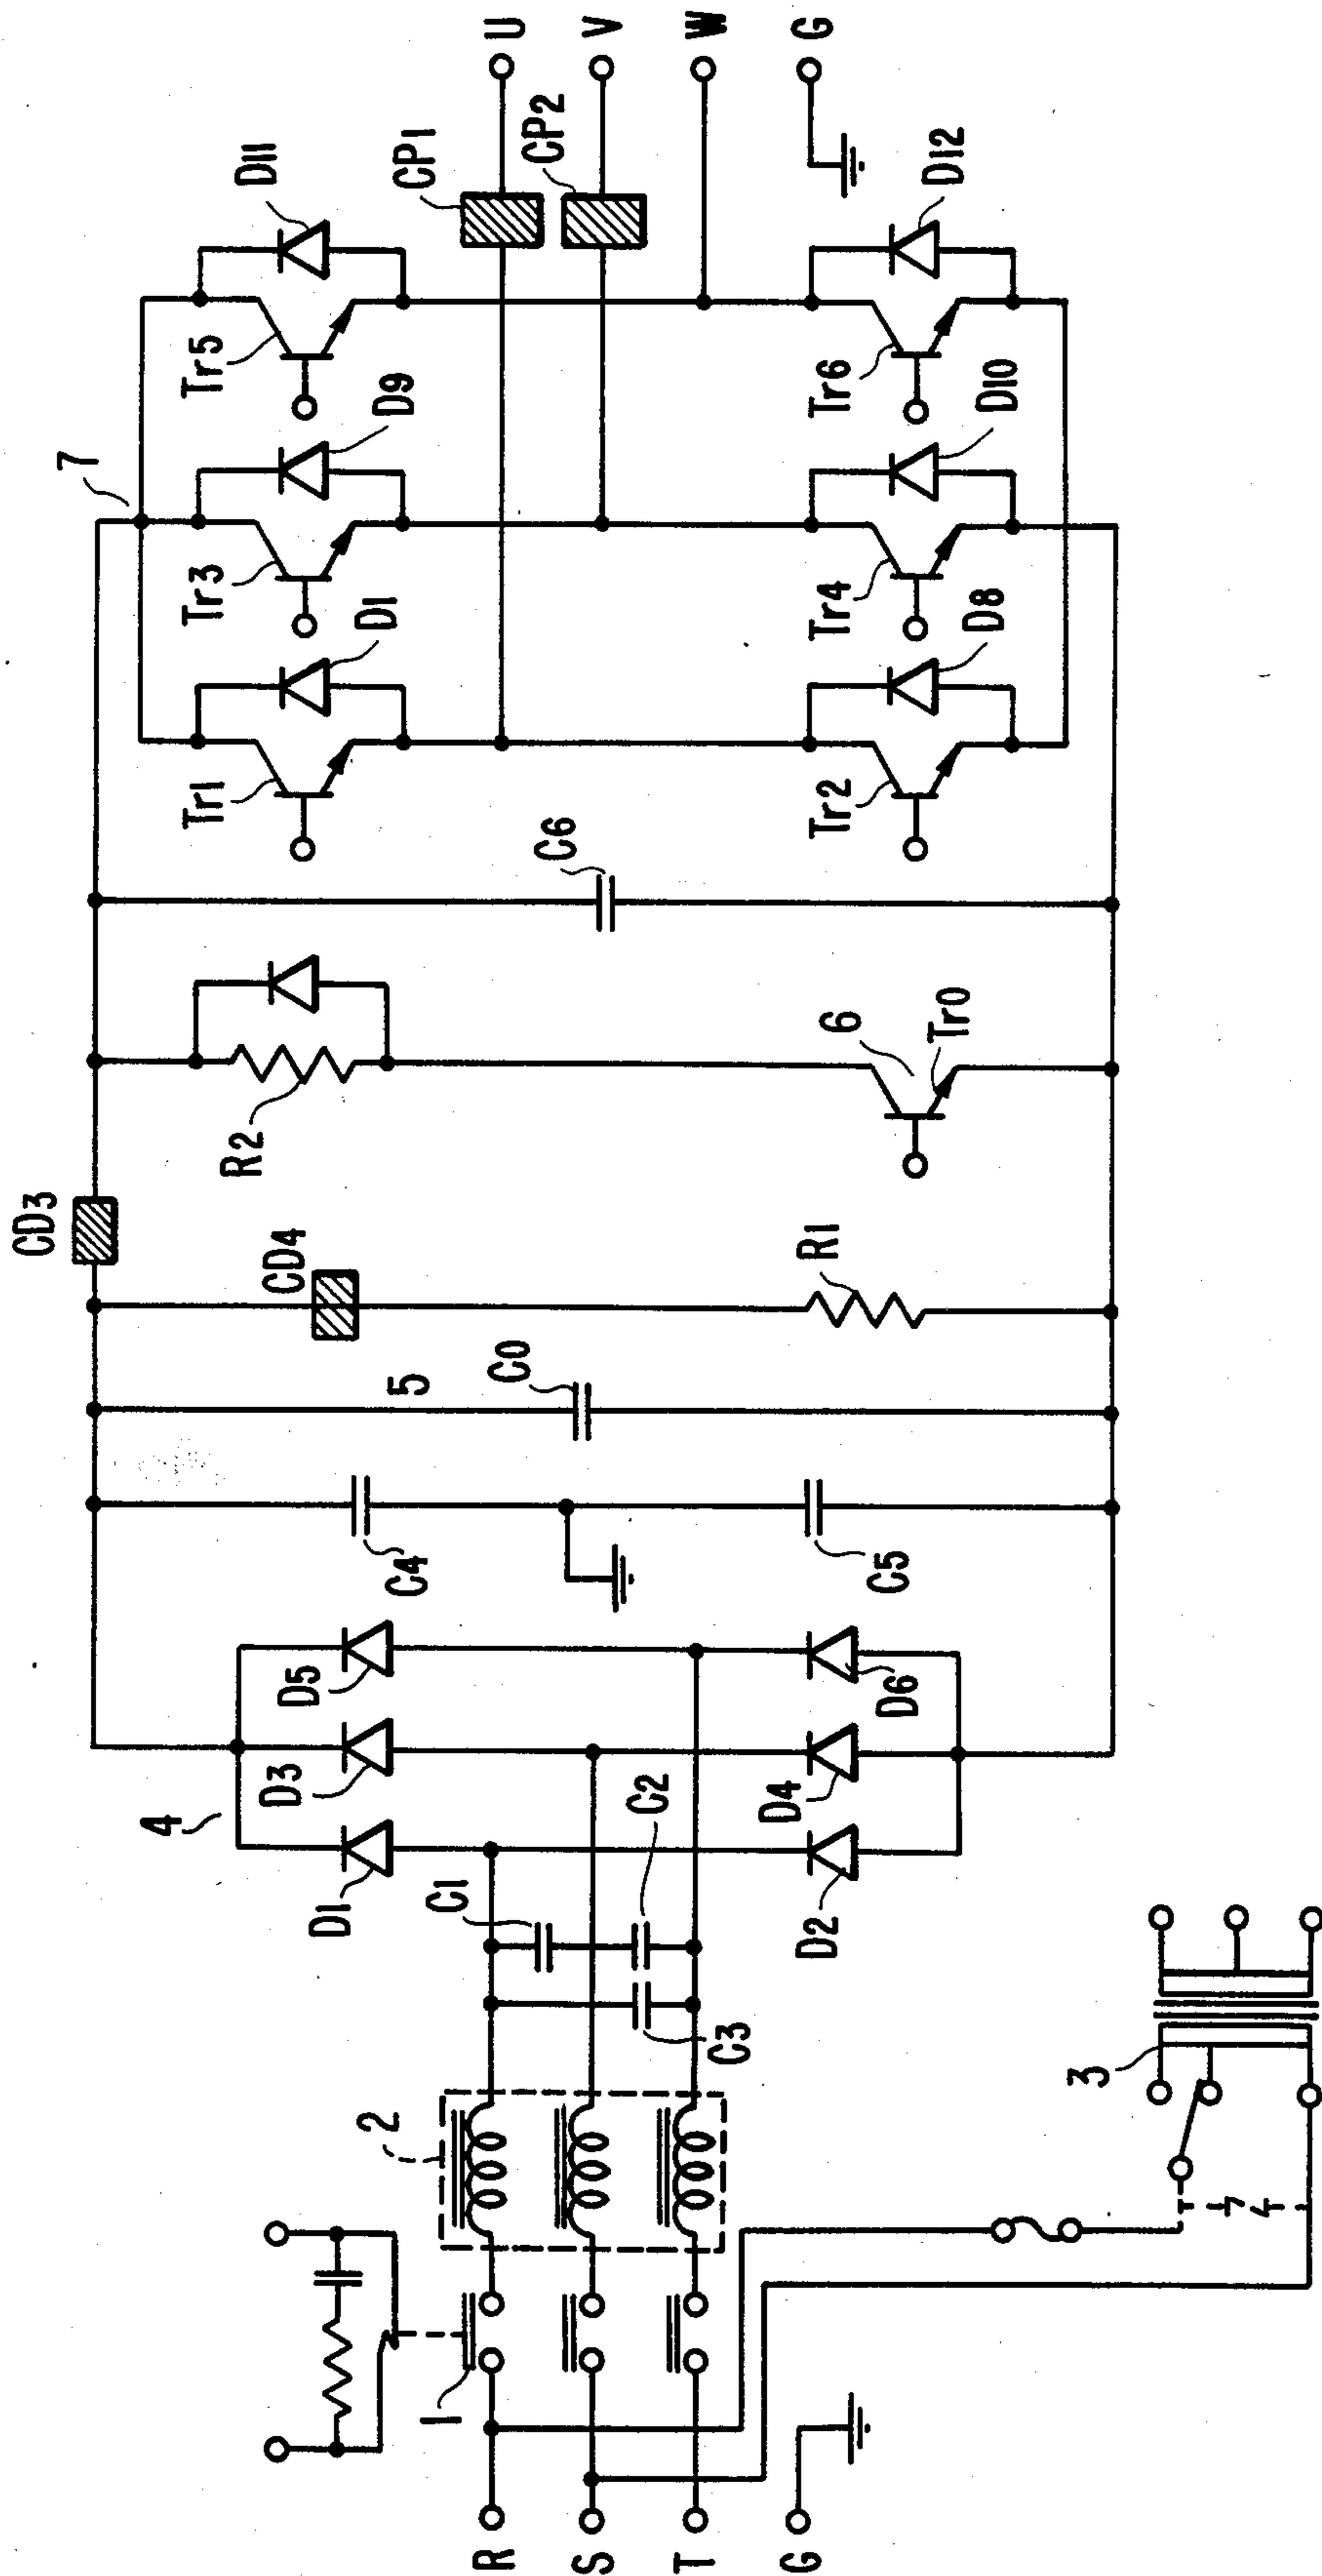 7
D11
Tr5
CP1
U
D9
CP2
V
Tr3
W
D1
G
Tr1
D12
C6
Tr6
D10
Tr4
D8
Tr2
R2
6
Tr0
CD3
CD4
R1
5
C0
C4
C5
4
D5
D3
D1
D6
D4
D2
C1
C2
C3
2
3
1
R
S
T
G